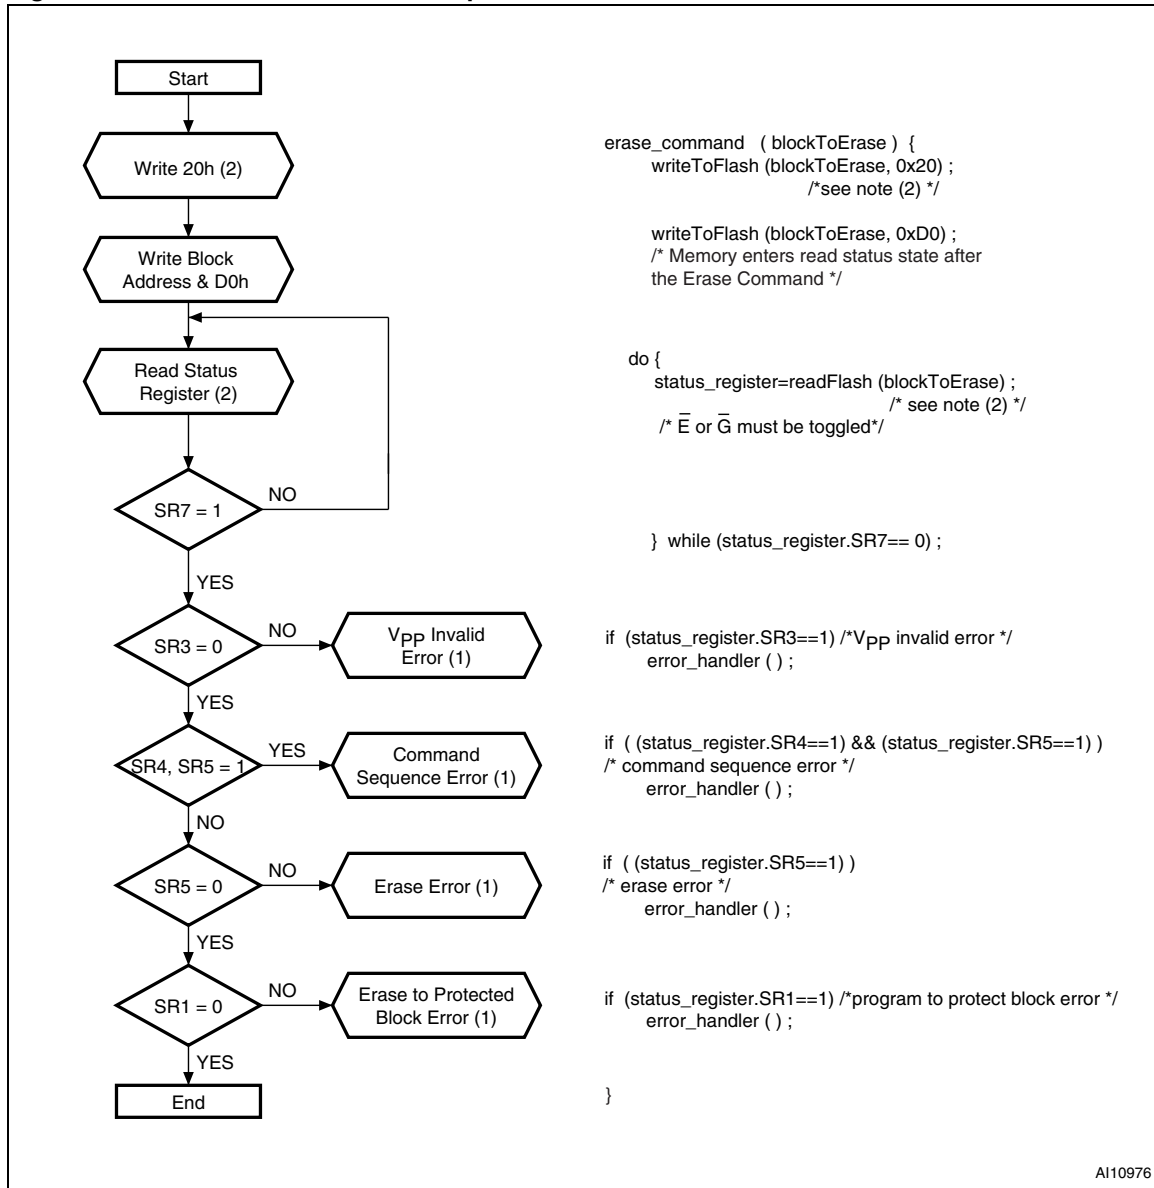 Start
Write 20h (2)
Write Block
Address & D0h
Read Status
Register (2)
SR7 = 1
NO
YES
SR3 = 0
NO
VPP Invalid
Error (1)
YES
SR4, SR5 = 1
YES
Command
Sequence Error (1)
NO
SR5 = 0
NO
Erase Error (1)
YES
SR1 = 0
NO
Erase to Protected
Block Error (1)
YES
End
erase_command ( blockToErase ) {
writeToFlash (blockToErase, 0x20) ;
/*see note (2) */
writeToFlash (blockToErase, 0xD0) ;
/* Memory enters read status state after
the Erase Command */
do {
status_register=readFlash (blockToErase) ;
/* see note (2) */
/* E̅ or G̅ must be toggled*/
} while (status_register.SR7== 0) ;
if (status_register.SR3==1) /*VPP invalid error */
error_handler ( ) ;
if ( (status_register.SR4==1) && (status_register.SR5==1) )
/* command sequence error */
error_handler ( ) ;
if ( (status_register.SR5==1) )
/* erase error */
error_handler ( ) ;
if (status_register.SR1==1) /*program to protect block error */
error_handler ( ) ;
}
AI10976